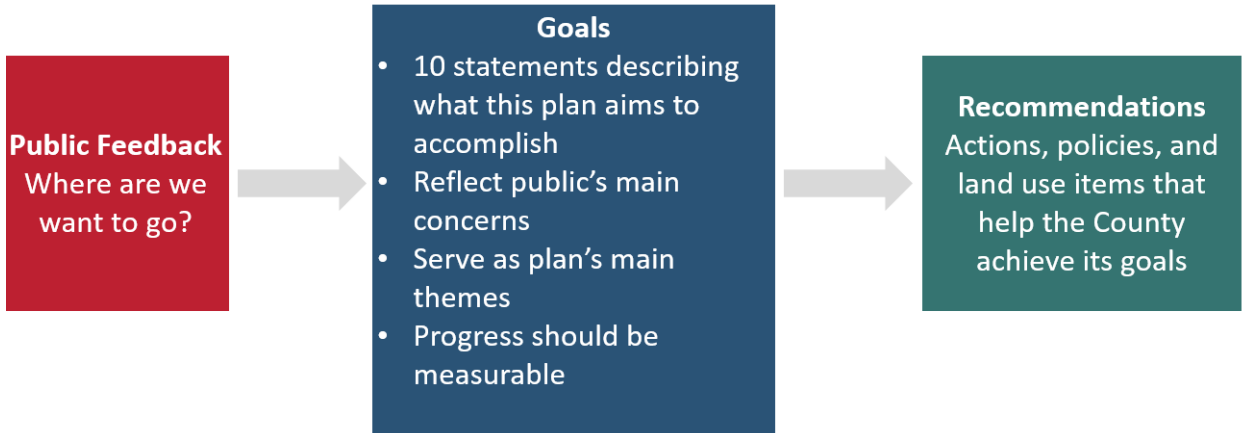 Public Feedback
Where are we
want to go?
Goals
• 10 statements describing
what this plan aims to
accomplish
• Reflect public's main
concerns
• Serve as plan's main
themes
• Progress should be
measurable
Recommendations
Actions, policies, and
land use items that
help the County
achieve its goals